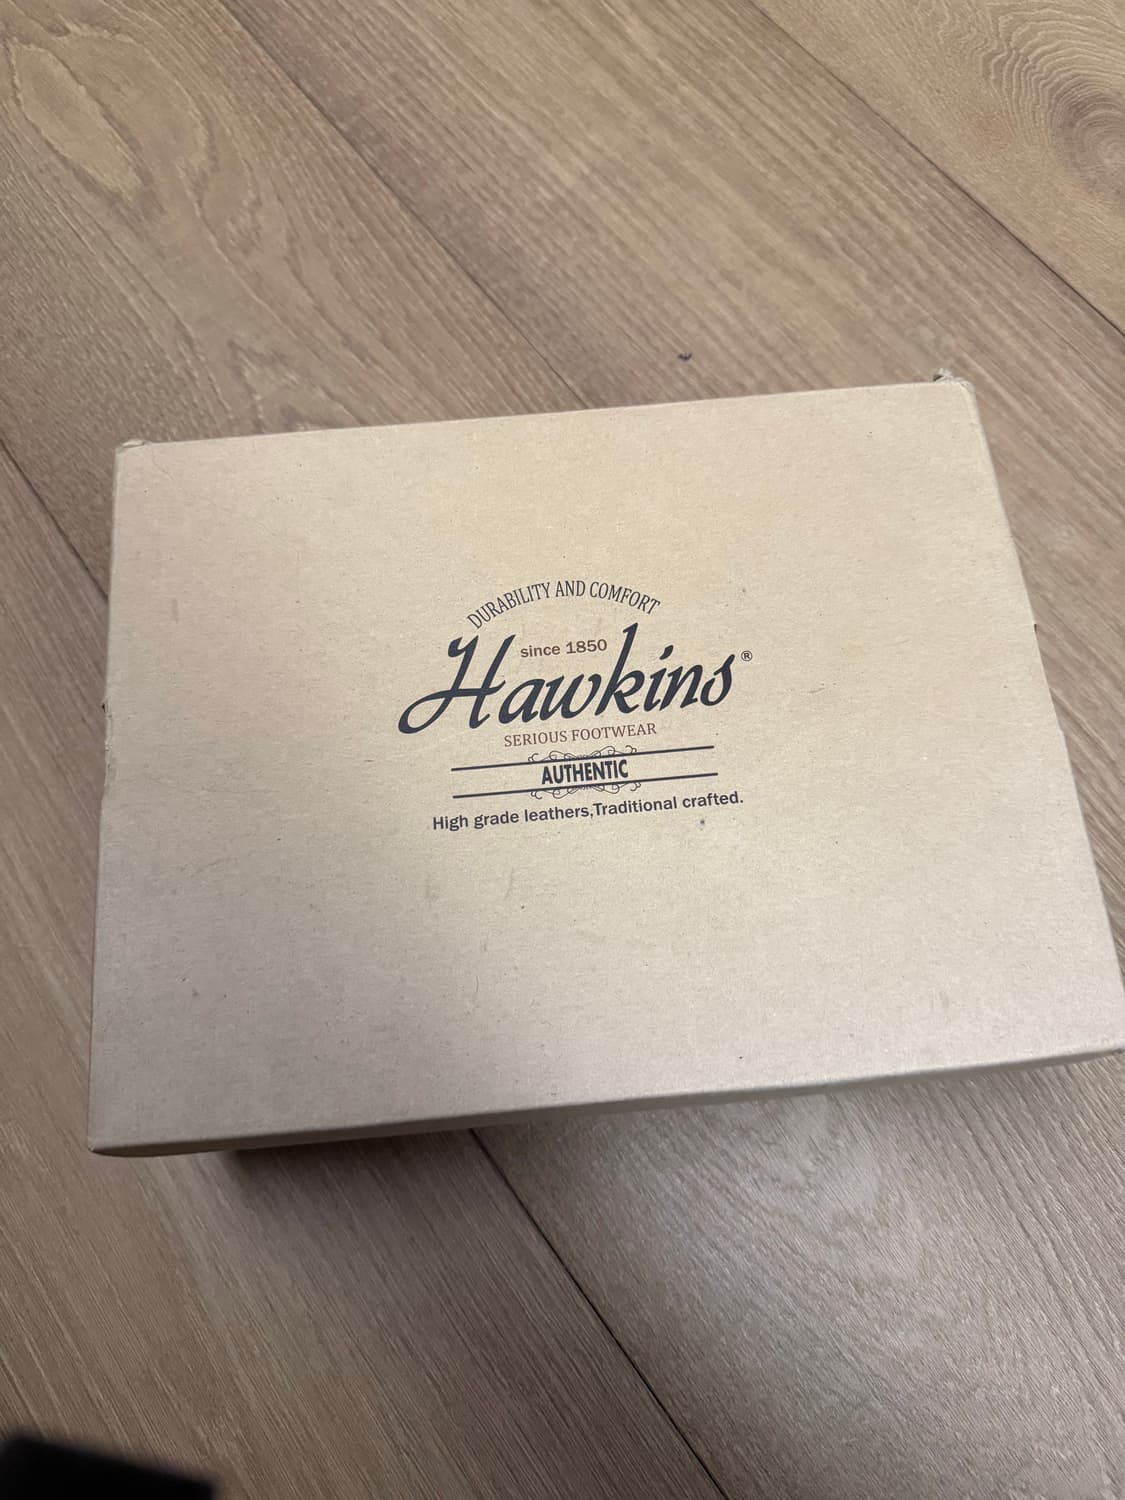 DURABILITY AND COMFORT
since 1850
Hawkins®
SERIOUS FOOTWEAR
AUTHENTIC
High grade leathers,Traditional crafted.